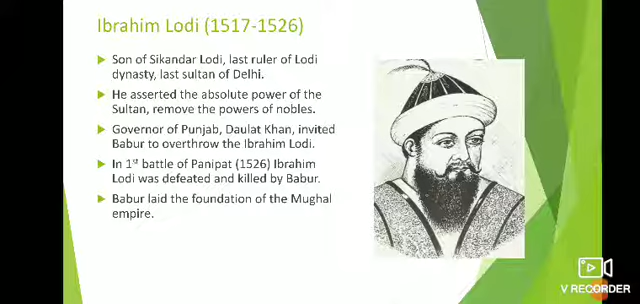 Ibrahim Lodi (1517-1526)
Son of Sikandar Lodi, last ruler of Lodi
dynasty, last sultan of Delhi.
He asserted the absolute power of the
Sultan, remove the powers of nobles.
Governor of Punjab, Daulat Khan, invited
Babur to overthrow the Ibrahim Lodi.
In 1st battle of Panipat (1526) Ibrahim
Lodi was defeated and killed by Babur.
Babur laid the foundation of the Mughal
empire.
V RECORDER